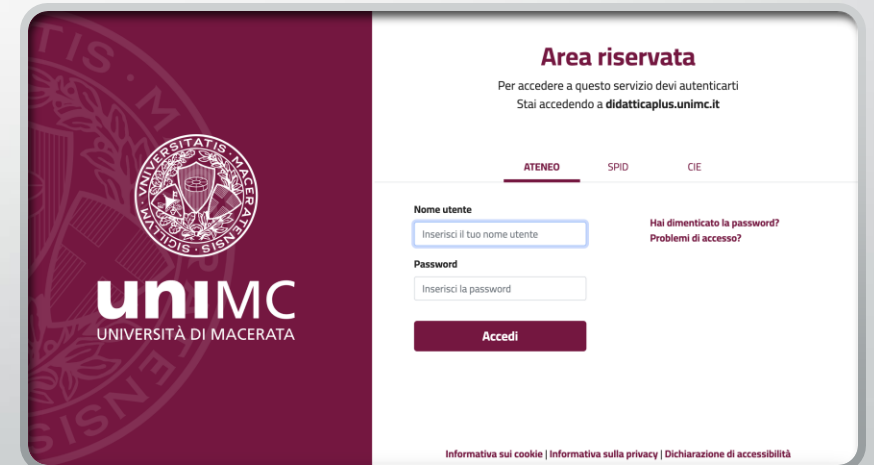 UNIVERSITATIS · MACERATENSIS · SIGILLVM
unIMC
UNIVERSITÀ DI MACERATA
Area riservata
Per accedere a questo servizio devi autenticarti
Stai accedendo a didatticaplus.unimc.it
ATENEO SPID CIE
Nome utente
Inserisci il tuo nome utente
Hai dimenticato la password?
Problemi di accesso?
Password
Inserisci la password
Accedi
Informativa sui cookie | Informativa sulla privacy | Dichiarazione di accessibilità